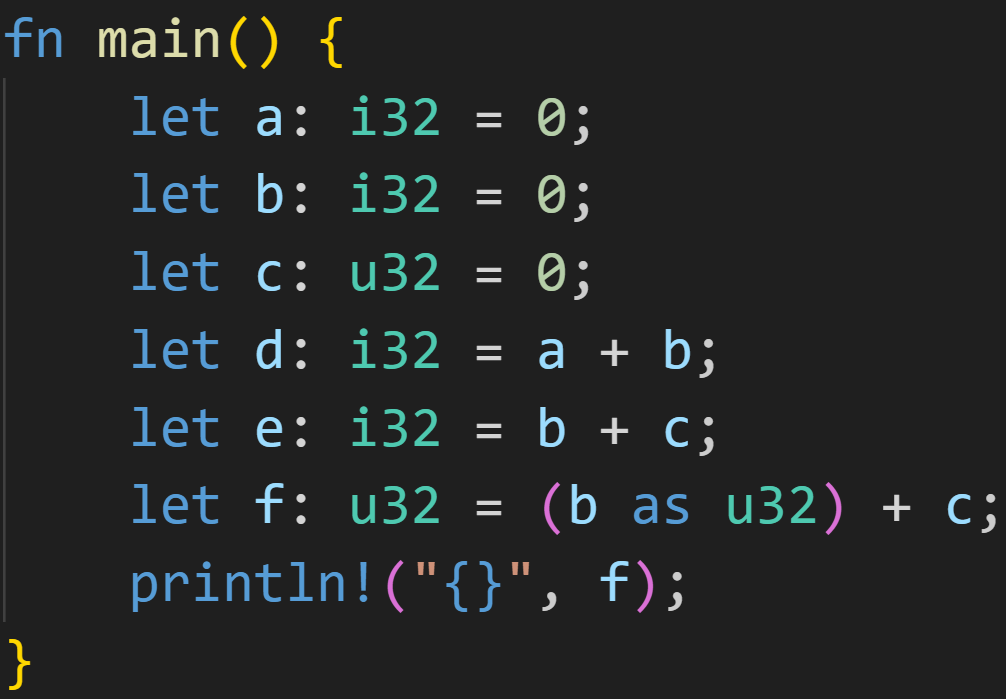 fn main() {
    let a: i32 = 0;
    let b: i32 = 0;
    let c: u32 = 0;
    let d: i32 = a + b;
    let e: i32 = b + c;
    let f: u32 = (b as u32) + c;
    println!("{}", f);
}